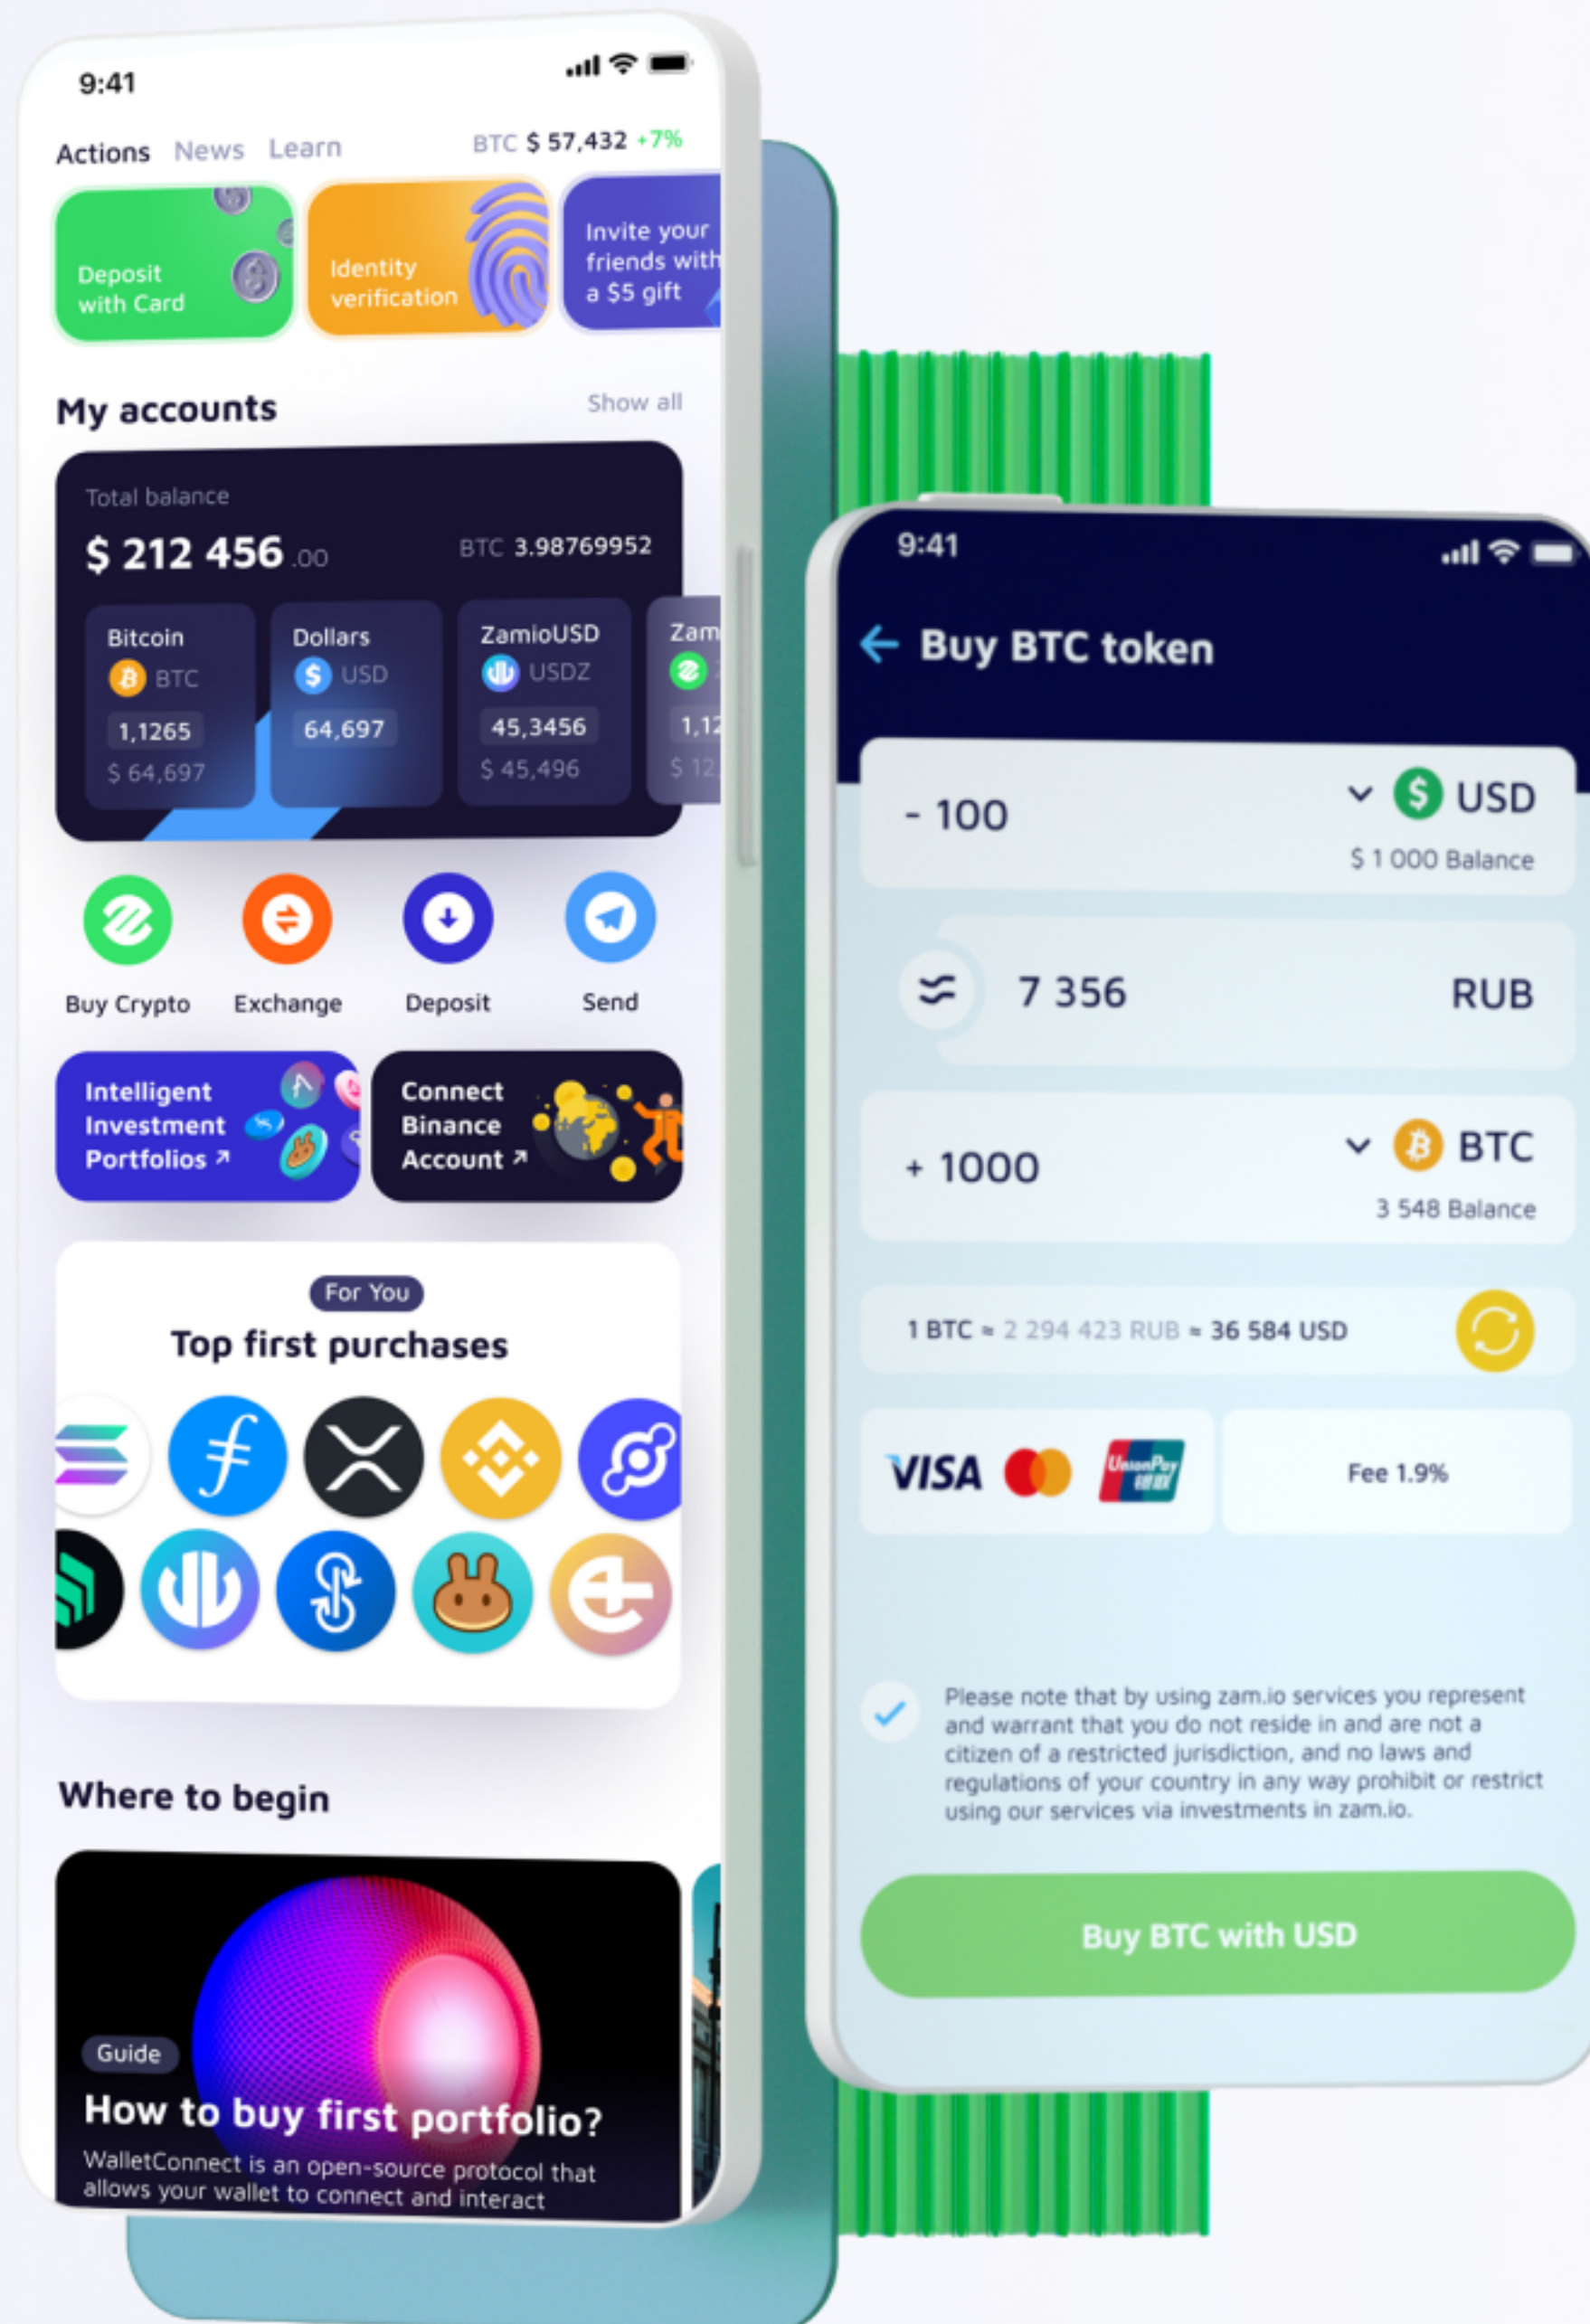 9:41
Actions News Learn BTC $ 57,432 +7%
Deposit
with Card
Identity
verification
Invite your
friends with
a $5 gift
My accounts Show all
Total balance
$ 212 456 .00 BTC 3.98769952
Bitcoin
BTC
1,1265
$ 64,697
Dollars
USD
64,697
ZamioUSD
USDZ
45,3456
$ 45,496
Zam
1,12
$ 12,
Buy Crypto Exchange Deposit Send
Intelligent
Investment
Portfolios ↗
Connect
Binance
Account ↗
For You
Top first purchases
Where to begin
Guide
How to buy first portfolio?
WalletConnect is an open-source protocol that
allows your wallet to connect and interact
9:41
← Buy BTC token
- 100 USD
$ 1 000 Balance
≈ 7 356 RUB
+ 1000 BTC
3 548 Balance
1 BTC ≈ 2 294 423 RUB ≈ 36 584 USD
VISA UnionPay 银联
Fee 1.9%
Please note that by using zam.io services you represent
and warrant that you do not reside in and are not a
citizen of a restricted jurisdiction, and no laws and
regulations of your country in any way prohibit or restrict
using our services via investments in zam.io.
Buy BTC with USD